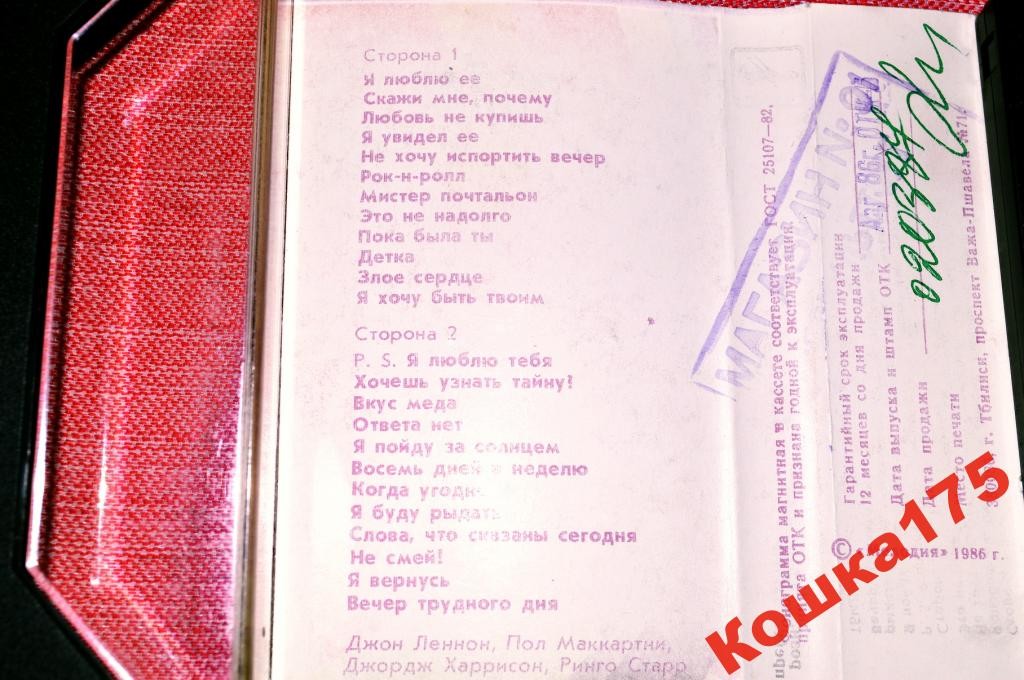 Сторона 1
Я люблю ее
Скажи мне, почему
Любовь не купишь
Я увидел ее
Не хочу испортить вечер
Рок-н-ролл
Мистер почтальон
Это не надолго
Пока была ты
Детка
Злое сердце
Я хочу быть твоим
Сторона 2
P. S. Я люблю тебя
Хочешь узнать тайну?
Вкус меда
Ответа нет
Я пойду за солнцем
Восемь дней в неделю
Когда угодно
Я буду рыдать
Слова, что сказаны сегодня
Не смей!
Я вернусь
Вечер трудного дня
Джон Леннон, Пол Маккартни,
Джордж Харрисон, Ринго Старр
магнитная в кассете соответствует ГОСТ 25107—82,
ОТК и признана годной к эксплуатации.
МАГАЗИН №
Гарантийный срок эксплуатации
12 месяцев со дня продажи
Дата выпуска и штамп ОТК
Авг. 86г.
Дата продажи
020384
Место печати
г. Тбилиси, проспект Важа-Пшавела, №71.
© 1986 г.
Кошка175